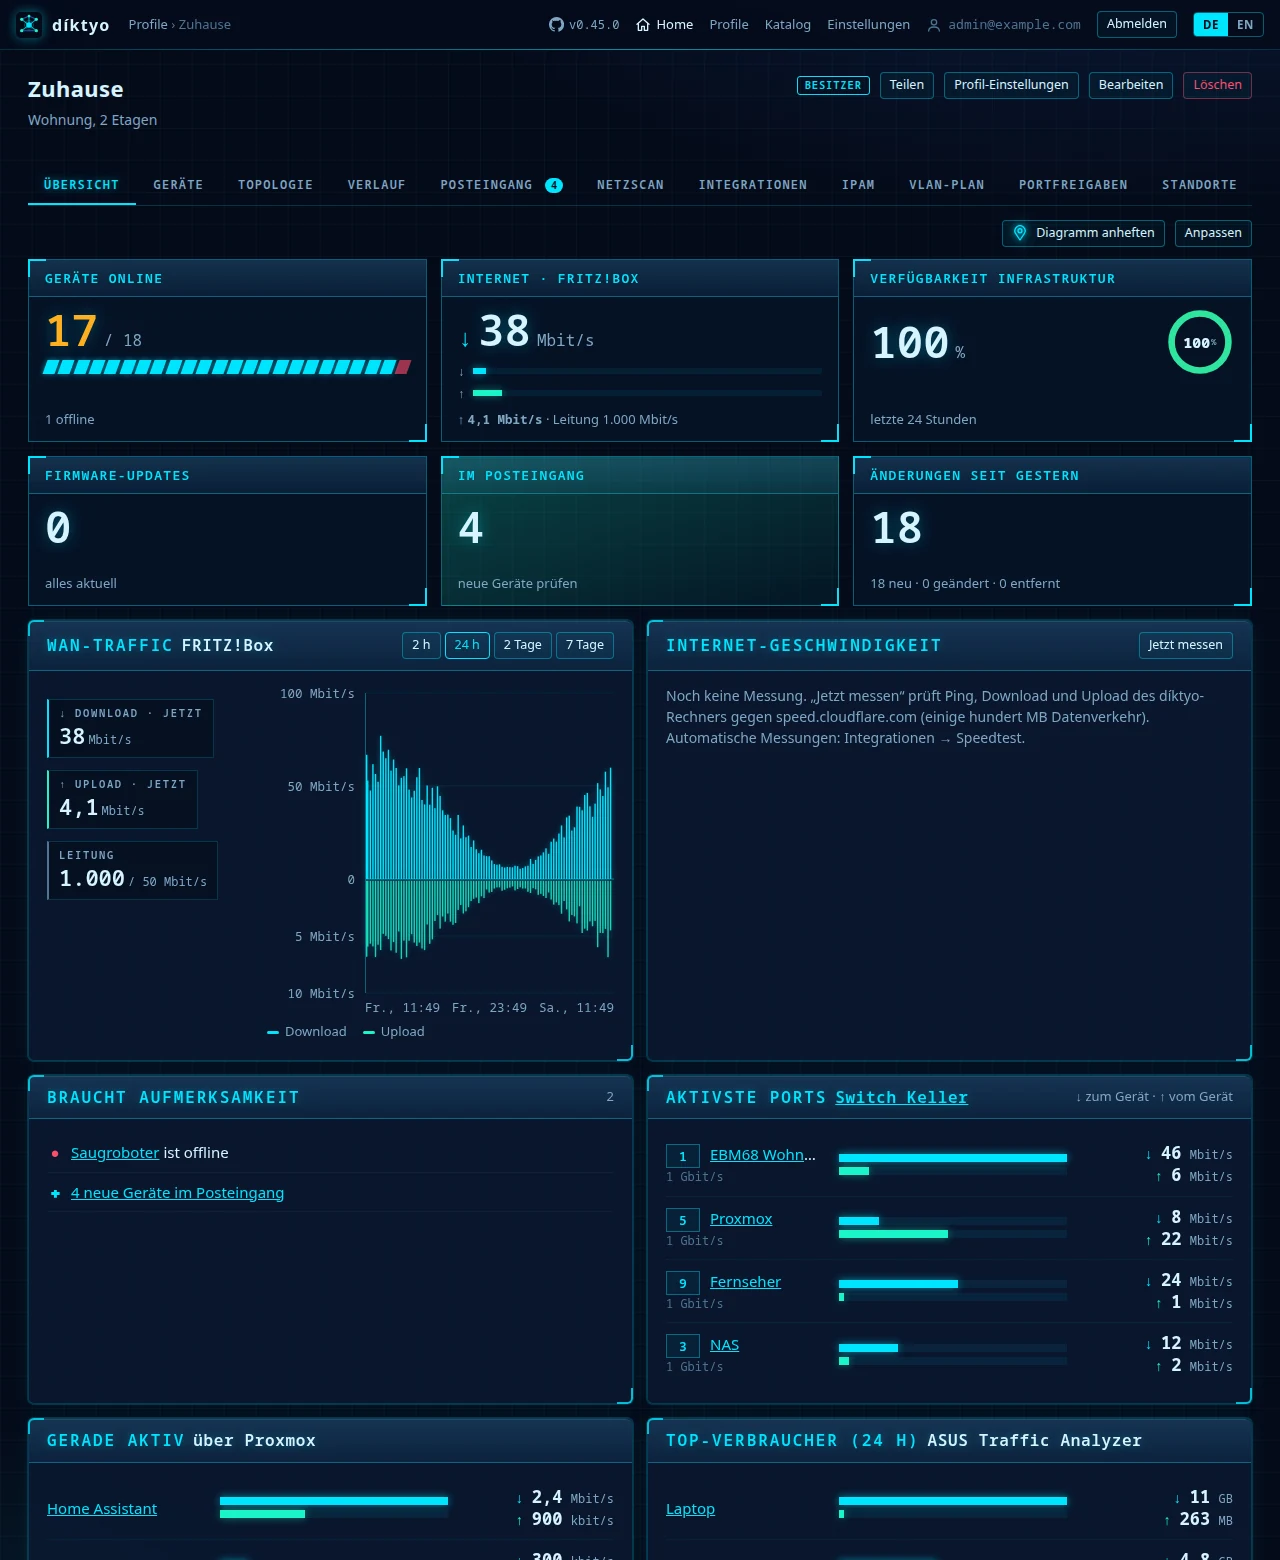 díktyo
Profile › Zuhause
v0.45.0
Home
Profile
Katalog
Einstellungen
admin@example.com
Abmelden
DE
EN
Zuhause
Wohnung, 2 Etagen
BESITZER
Teilen
Profil-Einstellungen
Bearbeiten
Löschen
ÜBERSICHT
GERÄTE
TOPOLOGIE
VERLAUF
POSTEINGANG 4
NETZSCAN
INTEGRATIONEN
IPAM
VLAN-PLAN
PORTFREIGABEN
STANDORTE
Diagramm anheften
Anpassen
GERÄTE ONLINE
17 / 18
1 offline
INTERNET · FRITZ!BOX
↓ 38 Mbit/s
↓
↑
↑ 4,1 Mbit/s · Leitung 1.000 Mbit/s
VERFÜGBARKEIT INFRASTRUKTUR
100 %
100%
letzte 24 Stunden
FIRMWARE-UPDATES
0
alles aktuell
IM POSTEINGANG
4
neue Geräte prüfen
ÄNDERUNGEN SEIT GESTERN
18
18 neu · 0 geändert · 0 entfernt
WAN-TRAFFIC FRITZ!Box
2 h
24 h
2 Tage
7 Tage
↓ DOWNLOAD · JETZT
38 Mbit/s
↑ UPLOAD · JETZT
4,1 Mbit/s
LEITUNG
1.000 / 50 Mbit/s
100 Mbit/s
50 Mbit/s
0
5 Mbit/s
10 Mbit/s
Fr., 11:49
Fr., 23:49
Sa., 11:49
Download
Upload
INTERNET-GESCHWINDIGKEIT
Jetzt messen
Noch keine Messung. „Jetzt messen“ prüft Ping, Download und Upload des díktyo-
Rechners gegen speed.cloudflare.com (einige hundert MB Datenverkehr).
Automatische Messungen: Integrationen → Speedtest.
BRAUCHT AUFMERKSAMKEIT
2
Saugroboter ist offline
4 neue Geräte im Posteingang
AKTIVSTE PORTS Switch Keller
↓ zum Gerät · ↑ vom Gerät
1 EBM68 Wohn...
1 Gbit/s
↓ 46 Mbit/s
↑ 6 Mbit/s
5 Proxmox
1 Gbit/s
↓ 8 Mbit/s
↑ 22 Mbit/s
9 Fernseher
1 Gbit/s
↓ 24 Mbit/s
↑ 1 Mbit/s
3 NAS
1 Gbit/s
↓ 12 Mbit/s
↑ 2 Mbit/s
GERADE AKTIV über Proxmox
Home Assistant
↓ 2,4 Mbit/s
↑ 900 kbit/s
↓ 300 kbit/s
TOP-VERBRAUCHER (24 H) ASUS Traffic Analyzer
Laptop
↓ 11 GB
↑ 263 MB
↓ 4,8 GB